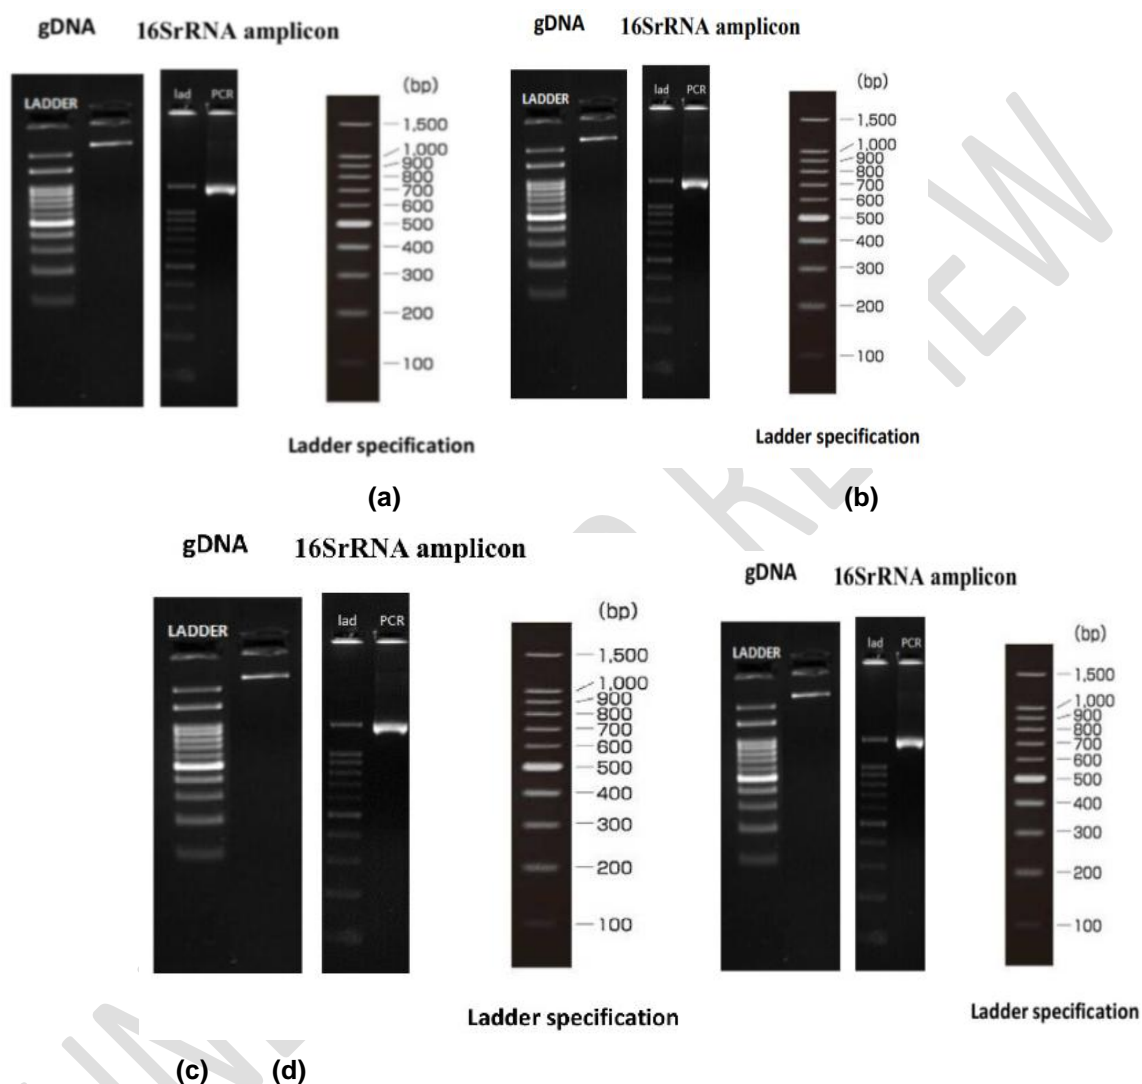 gDNA 16SrRNA amplicon
LADDER
lad PCR
(bp)
1,500
1,000
900
800
700
600
500
400
300
200
100
Ladder specification
(a)
gDNA 16SrRNA amplicon
LADDER
lad PCR
(bp)
1,500
1,000
900
800
700
600
500
400
300
200
100
Ladder specification
(b)
gDNA 16SrRNA amplicon
LADDER
lad PCR
(bp)
1,500
1,000
900
800
700
600
500
400
300
200
100
Ladder specification
gDNA 16SrRNA amplicon
LADDER
lad PCR
(bp)
1,500
1,000
900
800
700
600
500
400
300
200
100
Ladder specification
(c) (d)